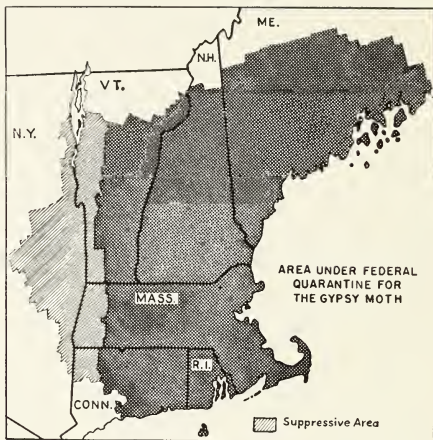 ME.
N.H.
VT.
N.Y.
AREA UNDER FEDERAL
QUARANTINE FOR
THE GYPSY MOTH
MASS.
R.I.
CONN.
Suppressive Area